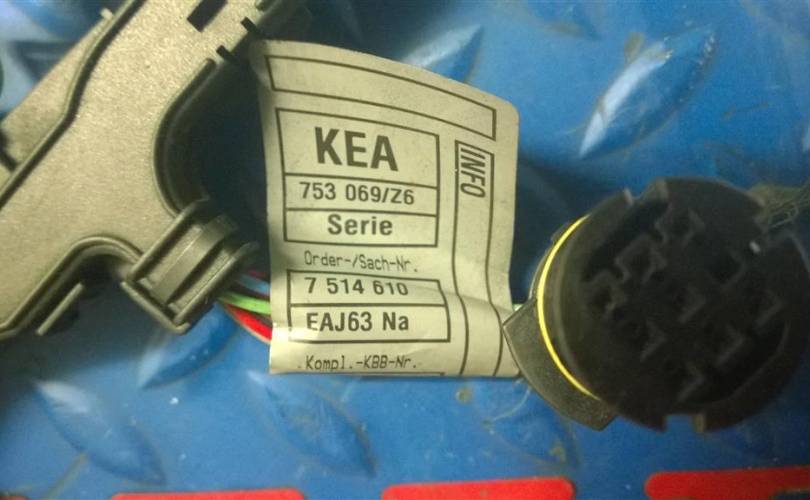 KEA
753 069/Z6
Serie
Order-/Sach-Nr.
7 514 610
EAJ63 Na
Kompl.-KBB-Nr.
INFO